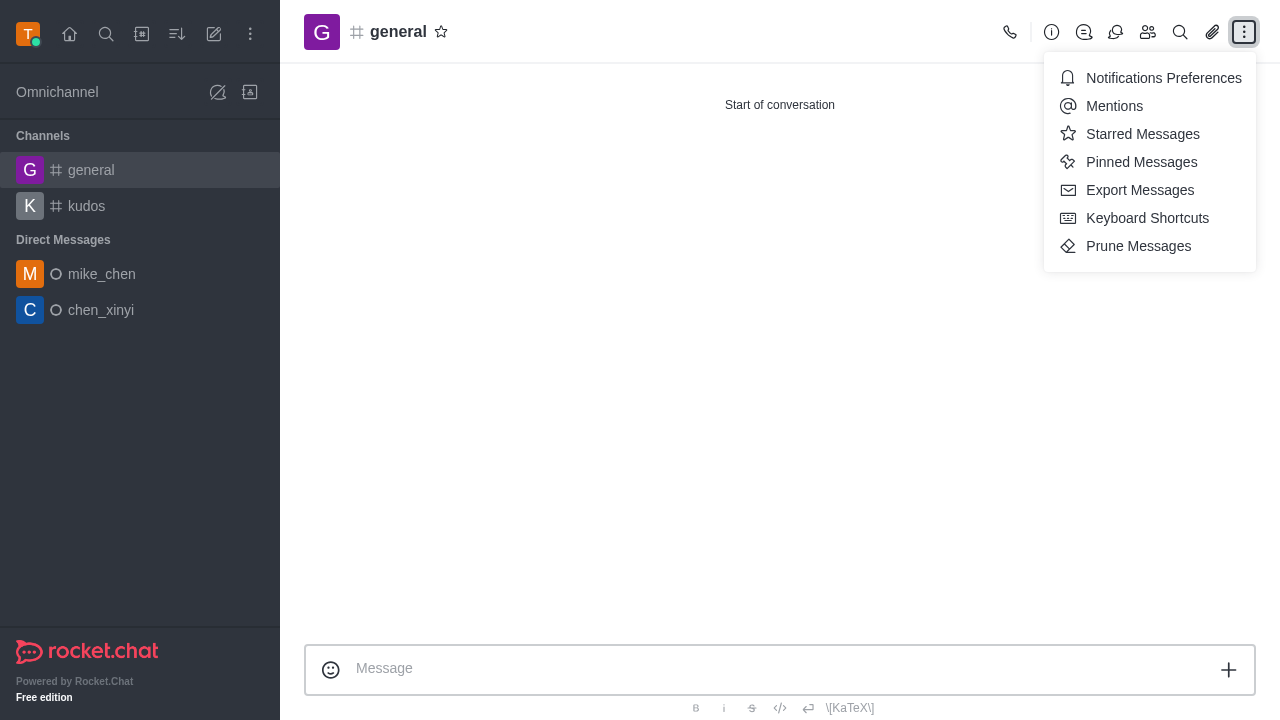 T
Omnichannel
Channels
G general
K kudos
Direct Messages
M mike_chen
C chen_xinyi
rocket.chat
Powered by Rocket.Chat
Free edition
G general
Start of conversation
Notifications Preferences
Mentions
Starred Messages
Pinned Messages
Export Messages
Keyboard Shortcuts
Prune Messages
Message
B i S \[KaTeX\]